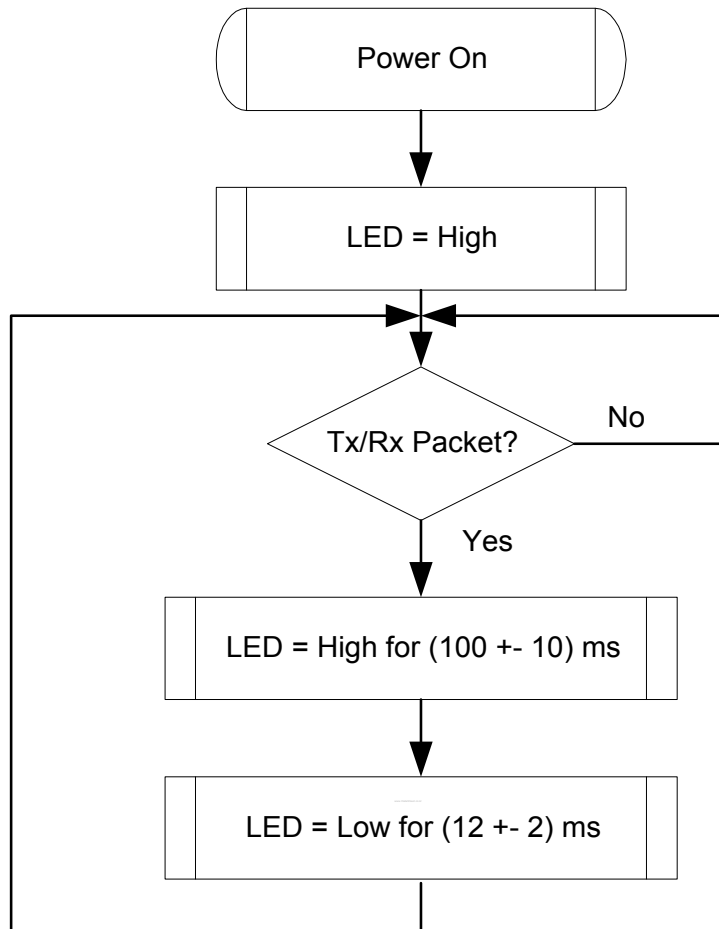 Power On
LED = High
Tx/Rx Packet?
No
Yes
LED = High for (100 +- 10) ms
LED = Low for (12 +- 2) ms